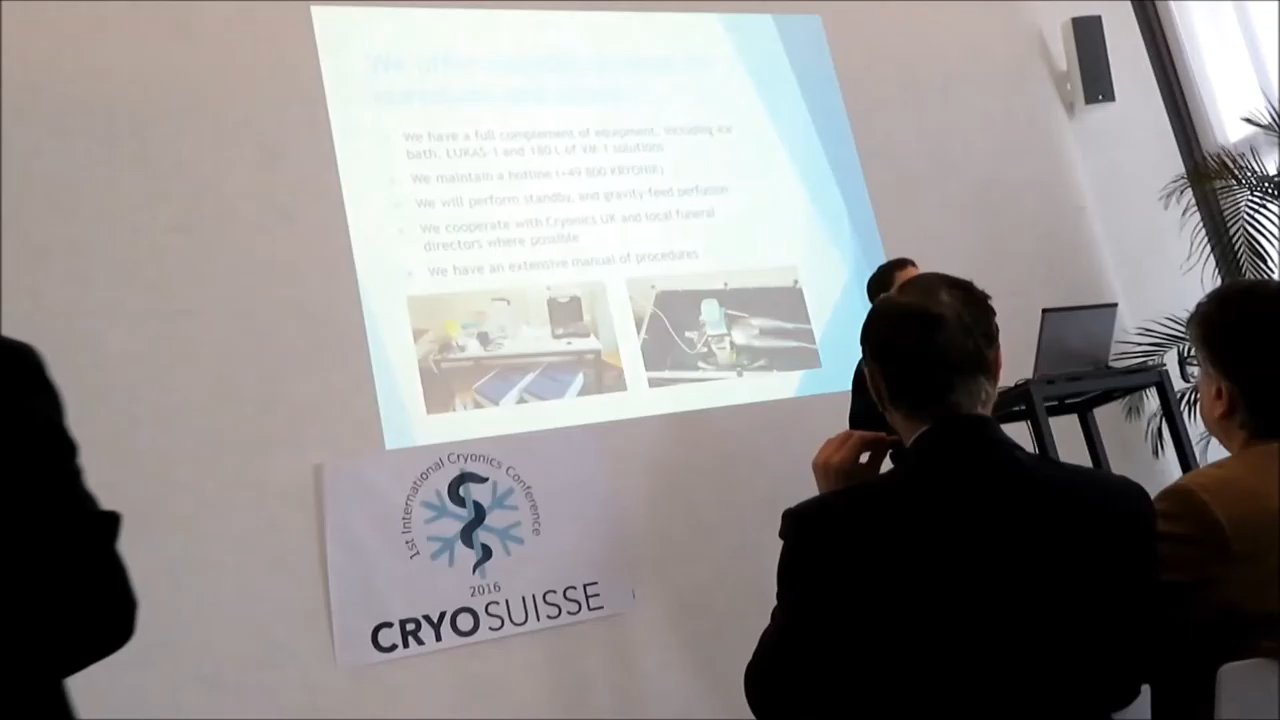 We offer
We have a full complement of equipment, including ice
bath, LUKAS-1 and 180 L of VM-1 solutions
We maintain a hotline (+49 800 KRYONIK)
We will perform standby, and gravity feed perfusion
We cooperate with Cryonics UK and local funeral
directors where possible
We have an extensive manual of procedures
1st International Cryonics Conference
2016
CRYOSUISSE